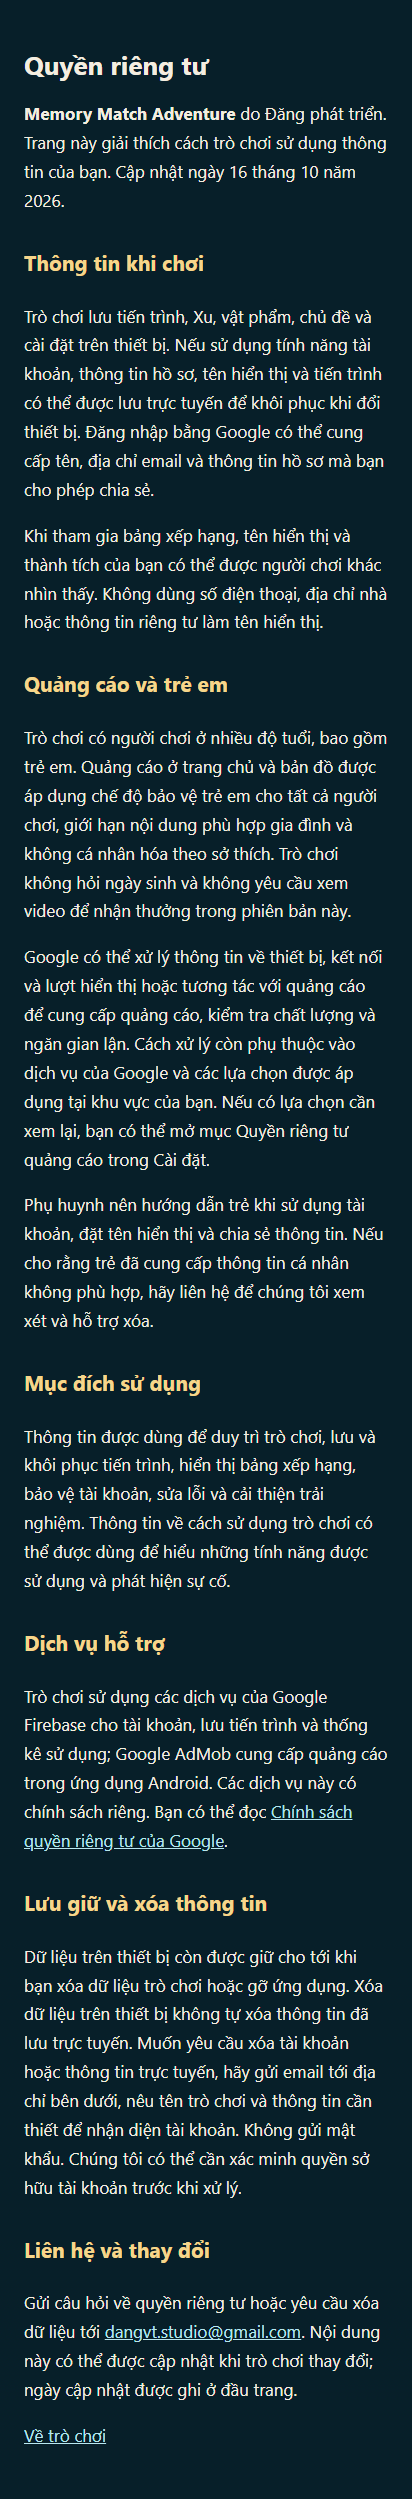 Quyền riêng tư
Memory Match Adventure do Đăng phát triển.
Trang này giải thích cách trò chơi sử dụng thông
tin của bạn. Cập nhật ngày 16 tháng 10 năm
2026.
Thông tin khi chơi
Trò chơi lưu tiến trình, Xu, vật phẩm, chủ đề và
cài đặt trên thiết bị. Nếu sử dụng tính năng tài
khoản, thông tin hồ sơ, tên hiển thị và tiến trình
có thể được lưu trực tuyến để khôi phục khi đổi
thiết bị. Đăng nhập bằng Google có thể cung
cấp tên, địa chỉ email và thông tin hồ sơ mà bạn
cho phép chia sẻ.
Khi tham gia bảng xếp hạng, tên hiển thị và
thành tích của bạn có thể được người chơi khác
nhìn thấy. Không dùng số điện thoại, địa chỉ nhà
hoặc thông tin riêng tư làm tên hiển thị.
Quảng cáo và trẻ em
Trò chơi có người chơi ở nhiều độ tuổi, bao gồm
trẻ em. Quảng cáo ở trang chủ và bản đồ được
áp dụng chế độ bảo vệ trẻ em cho tất cả người
chơi, giới hạn nội dung phù hợp gia đình và
không cá nhân hóa theo sở thích. Trò chơi
không hỏi ngày sinh và không yêu cầu xem
video để nhận thưởng trong phiên bản này.
Google có thể xử lý thông tin về thiết bị, kết nối
và lượt hiển thị hoặc tương tác với quảng cáo
để cung cấp quảng cáo, kiểm tra chất lượng và
ngăn gian lận. Cách xử lý còn phụ thuộc vào
dịch vụ của Google và các lựa chọn được áp
dụng tại khu vực của bạn. Nếu có lựa chọn cần
xem lại, bạn có thể mở mục Quyền riêng tư
quảng cáo trong Cài đặt.
Phụ huynh nên hướng dẫn trẻ khi sử dụng tài
khoản, đặt tên hiển thị và chia sẻ thông tin. Nếu
cho rằng trẻ đã cung cấp thông tin cá nhân
không phù hợp, hãy liên hệ để chúng tôi xem
xét và hỗ trợ xóa.
Mục đích sử dụng
Thông tin được dùng để duy trì trò chơi, lưu và
khôi phục tiến trình, hiển thị bảng xếp hạng,
bảo vệ tài khoản, sửa lỗi và cải thiện trải
nghiệm. Thông tin về cách sử dụng trò chơi có
thể được dùng để hiểu những tính năng được
sử dụng và phát hiện sự cố.
Dịch vụ hỗ trợ
Trò chơi sử dụng các dịch vụ của Google
Firebase cho tài khoản, lưu tiến trình và thống
kê sử dụng; Google AdMob cung cấp quảng cáo
trong ứng dụng Android. Các dịch vụ này có
chính sách riêng. Bạn có thể đọc Chính sách
quyền riêng tư của Google.
Lưu giữ và xóa thông tin
Dữ liệu trên thiết bị còn được giữ cho tới khi
bạn xóa dữ liệu trò chơi hoặc gỡ ứng dụng. Xóa
dữ liệu trên thiết bị không tự xóa thông tin đã
lưu trực tuyến. Muốn yêu cầu xóa tài khoản
hoặc thông tin trực tuyến, hãy gửi email tới địa
chỉ bên dưới, nêu tên trò chơi và thông tin cần
thiết để nhận diện tài khoản. Không gửi mật
khẩu. Chúng tôi có thể cần xác minh quyền sở
hữu tài khoản trước khi xử lý.
Liên hệ và thay đổi
Gửi câu hỏi về quyền riêng tư hoặc yêu cầu xóa
dữ liệu tới dangvt.studio@gmail.com. Nội dung
này có thể được cập nhật khi trò chơi thay đổi;
ngày cập nhật được ghi ở đầu trang.
Về trò chơi